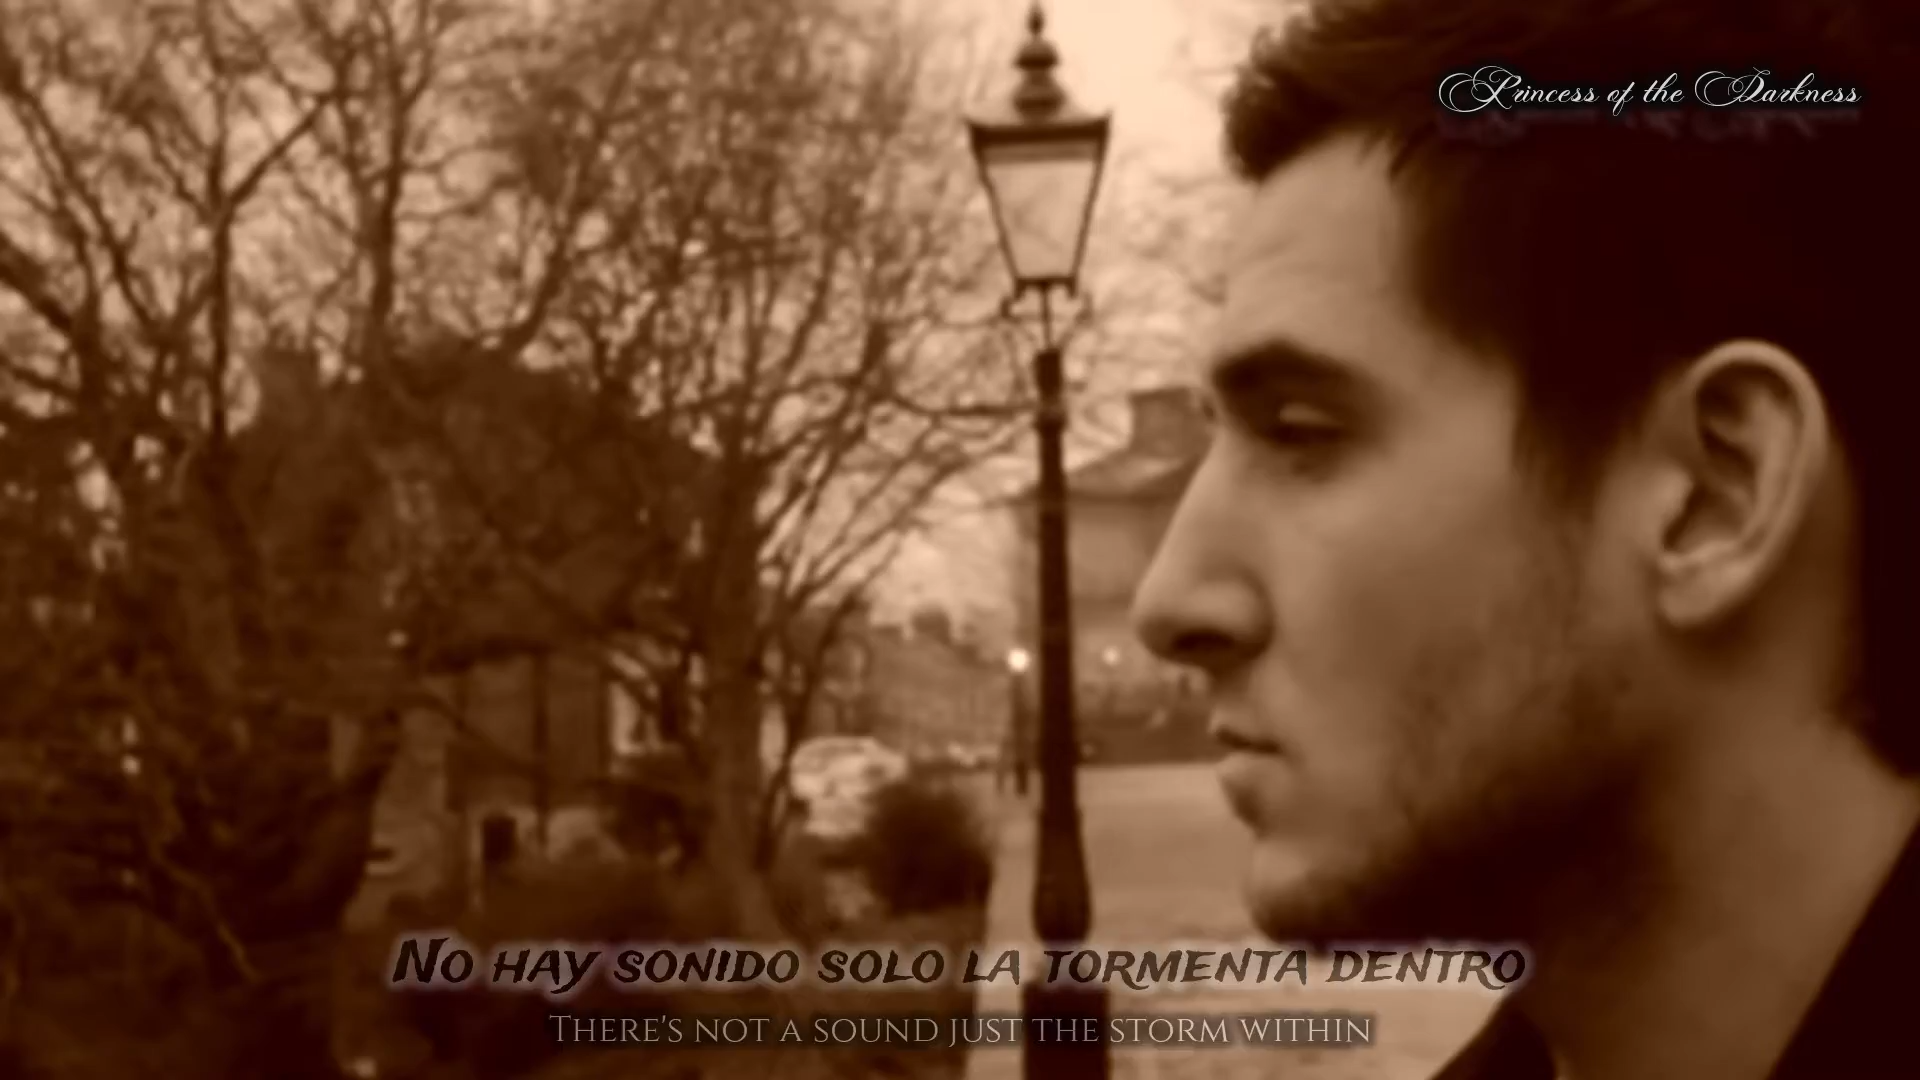 Princess of the Darkness
No hay sonido solo la tormenta dentro
There's not a sound just the storm within